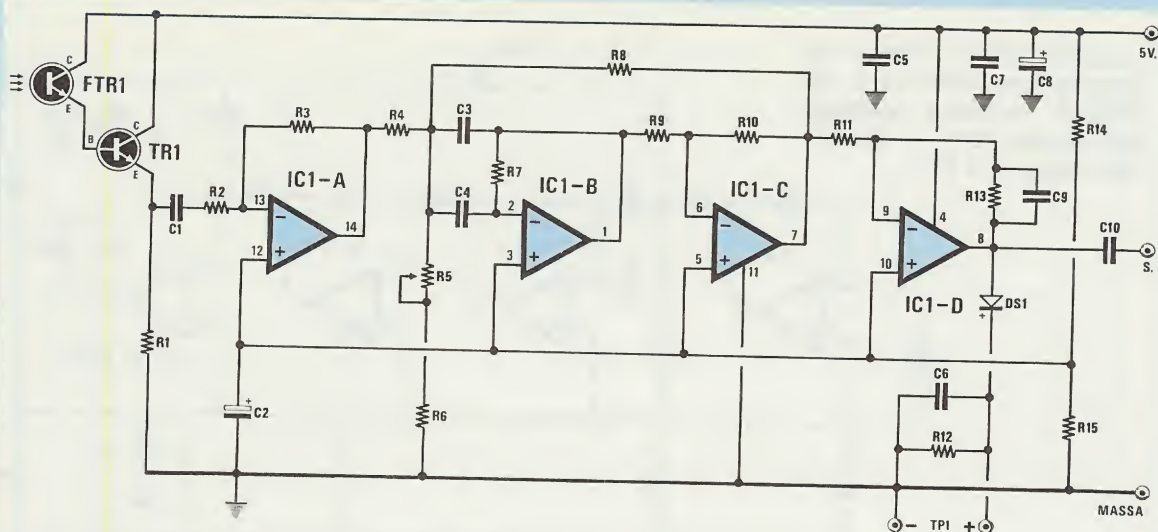 5V.
C
FTR1
E
C
B
TR1
E
R8
C5
C7
+
C8
R14
R3
R4
C3
R9
R10
R11
R7
R13
C9
IC1-A
IC1-B
IC1-C
IC1-D
C4
C1
R2
13
−
14
12
+
2
−
1
3
+
6
−
7
5
+
11
9
−
4
8
10
+
C10
S.
R5
DS1
+
R1
C2
+
R6
C6
R12
R15
MASSA
− TP1 +